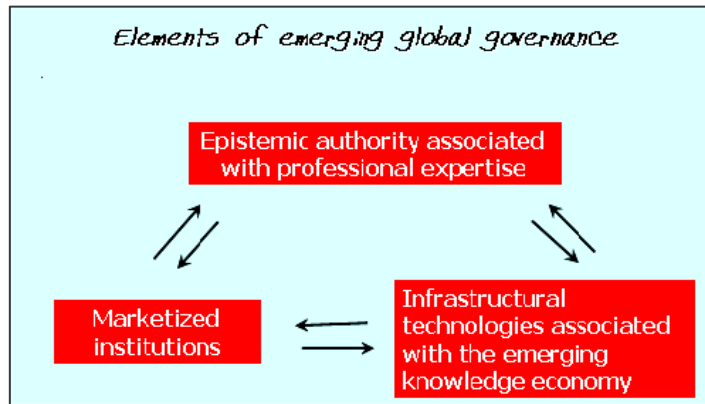 Elements of emerging global governance
Epistemic authority associated
with professional expertise
Marketized
institutions
Infrastructural
technologies associated
with the emerging
knowledge economy